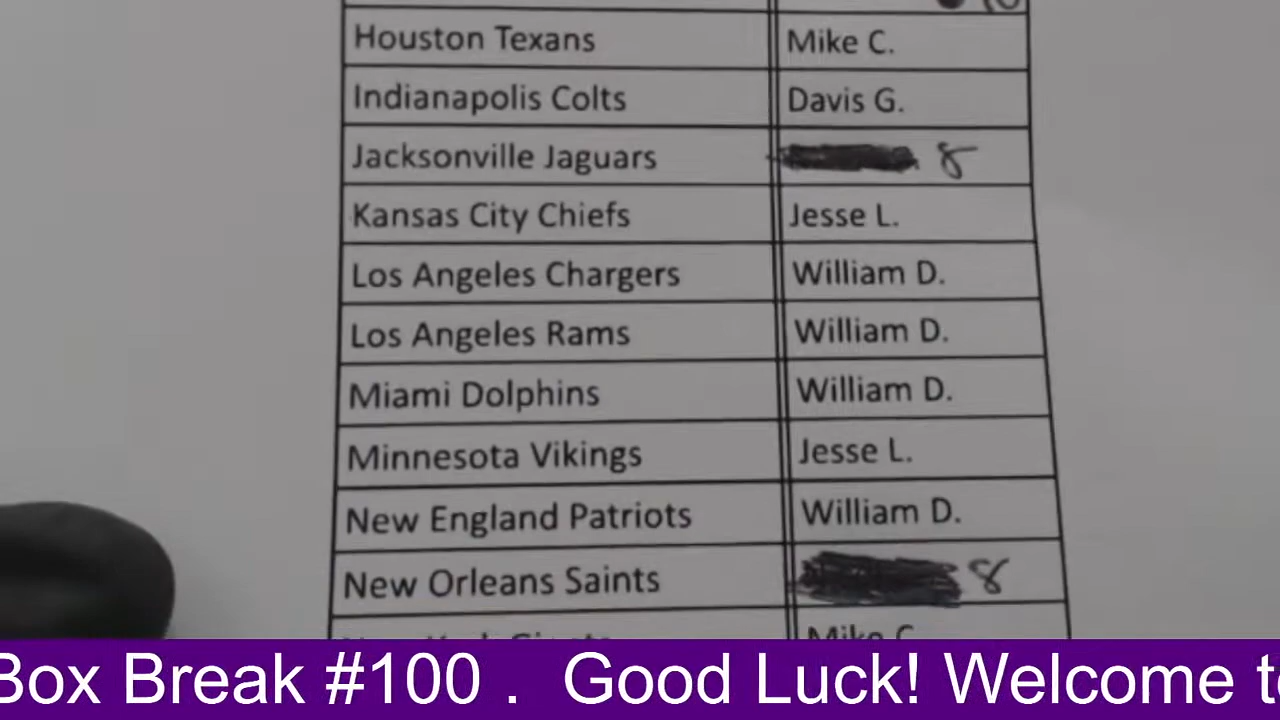 Houston Texans Mike C.
Indianapolis Colts Davis G.
Jacksonville Jaguars 8
Kansas City Chiefs Jesse L.
Los Angeles Chargers William D.
Los Angeles Rams William D.
Miami Dolphins William D.
Minnesota Vikings Jesse L.
New England Patriots William D.
New Orleans Saints 8
Mike C.
Box Break #100 . Good Luck! Welcome